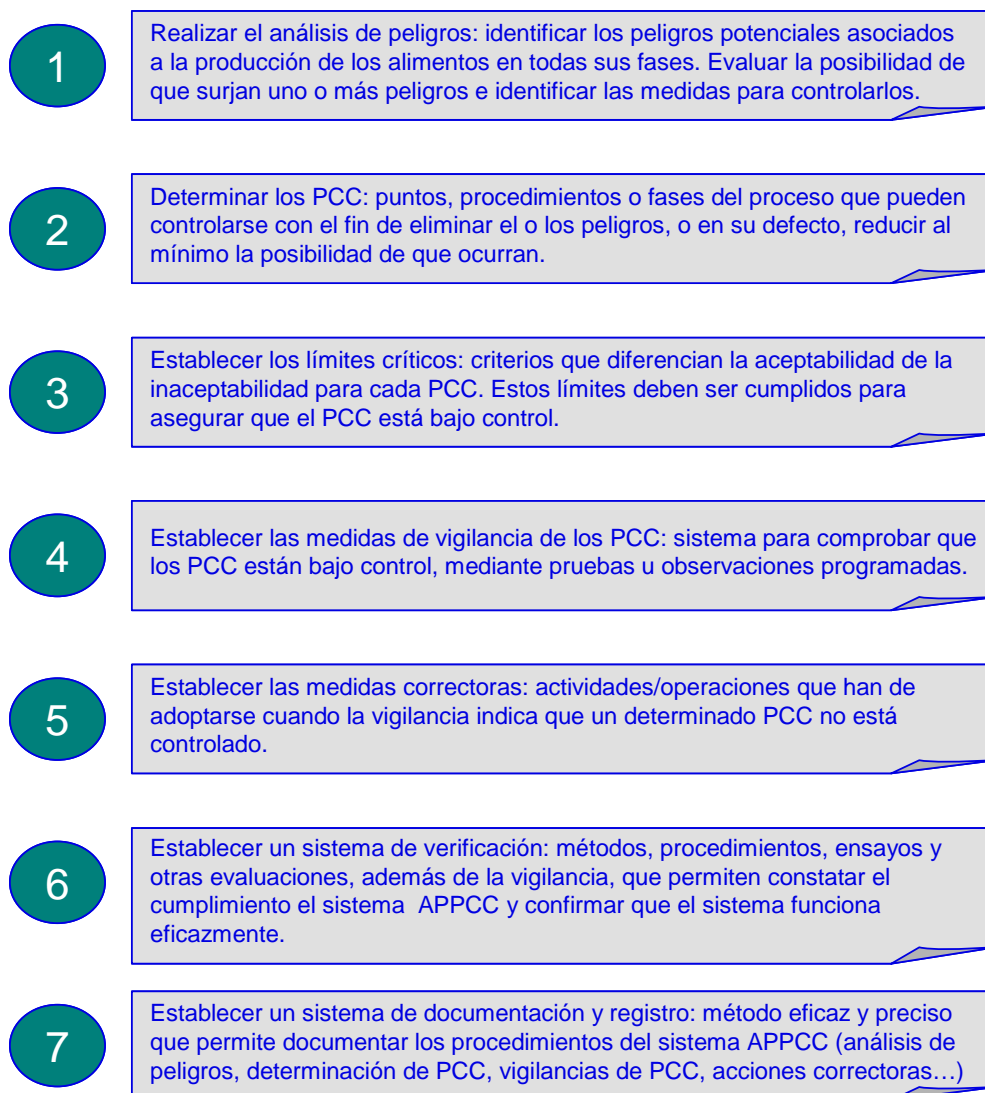 1
Realizar el análisis de peligros: identificar los peligros potenciales asociados
a la producción de los alimentos en todas sus fases. Evaluar la posibilidad de
que surjan uno o más peligros e identificar las medidas para controlarlos.
2
Determinar los PCC: puntos, procedimientos o fases del proceso que pueden
controlarse con el fin de eliminar el o los peligros, o en su defecto, reducir al
mínimo la posibilidad de que ocurran.
3
Establecer los límites críticos: criterios que diferencian la aceptabilidad de la
inaceptabilidad para cada PCC. Estos límites deben ser cumplidos para
asegurar que el PCC está bajo control.
4
Establecer las medidas de vigilancia de los PCC: sistema para comprobar que
los PCC están bajo control, mediante pruebas u observaciones programadas.
5
Establecer las medidas correctoras: actividades/operaciones que han de
adoptarse cuando la vigilancia indica que un determinado PCC no está
controlado.
6
Establecer un sistema de verificación: métodos, procedimientos, ensayos y
otras evaluaciones, además de la vigilancia, que permiten constatar el
cumplimiento el sistema  APPCC y confirmar que el sistema funciona
eficazmente.
7
Establecer un sistema de documentación y registro: método eficaz y preciso
que permite documentar los procedimientos del sistema APPCC (análisis de
peligros, determinación de PCC, vigilancias de PCC, acciones correctoras…)